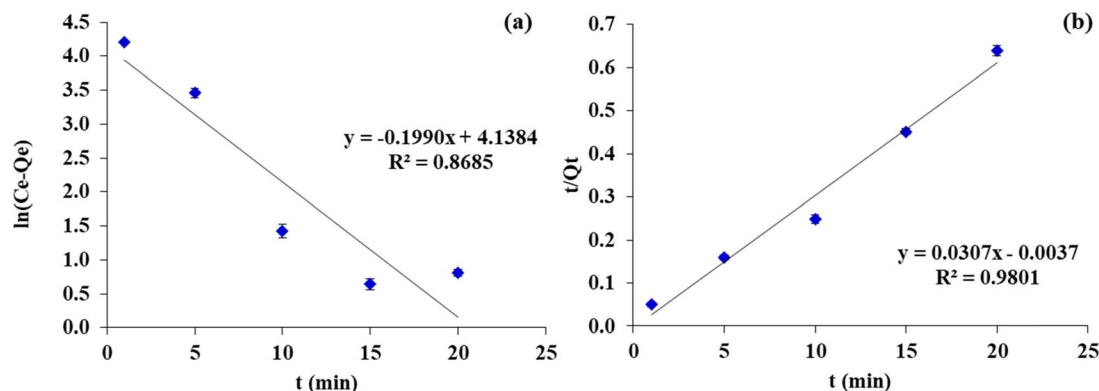 (a)
4.5
4.0
3.5
3.0
2.5
2.0
1.5
1.0
0.5
0.0
ln(Ce-Qe)
y = -0.1990x + 4.1384
R² = 0.8685
0 5 10 15 20 25
t (min)
(b)
0.7
0.6
0.5
0.4
0.3
0.2
0.1
0.0
t/Qt
y = 0.0307x - 0.0037
R² = 0.9801
0 5 10 15 20 25
t (min)